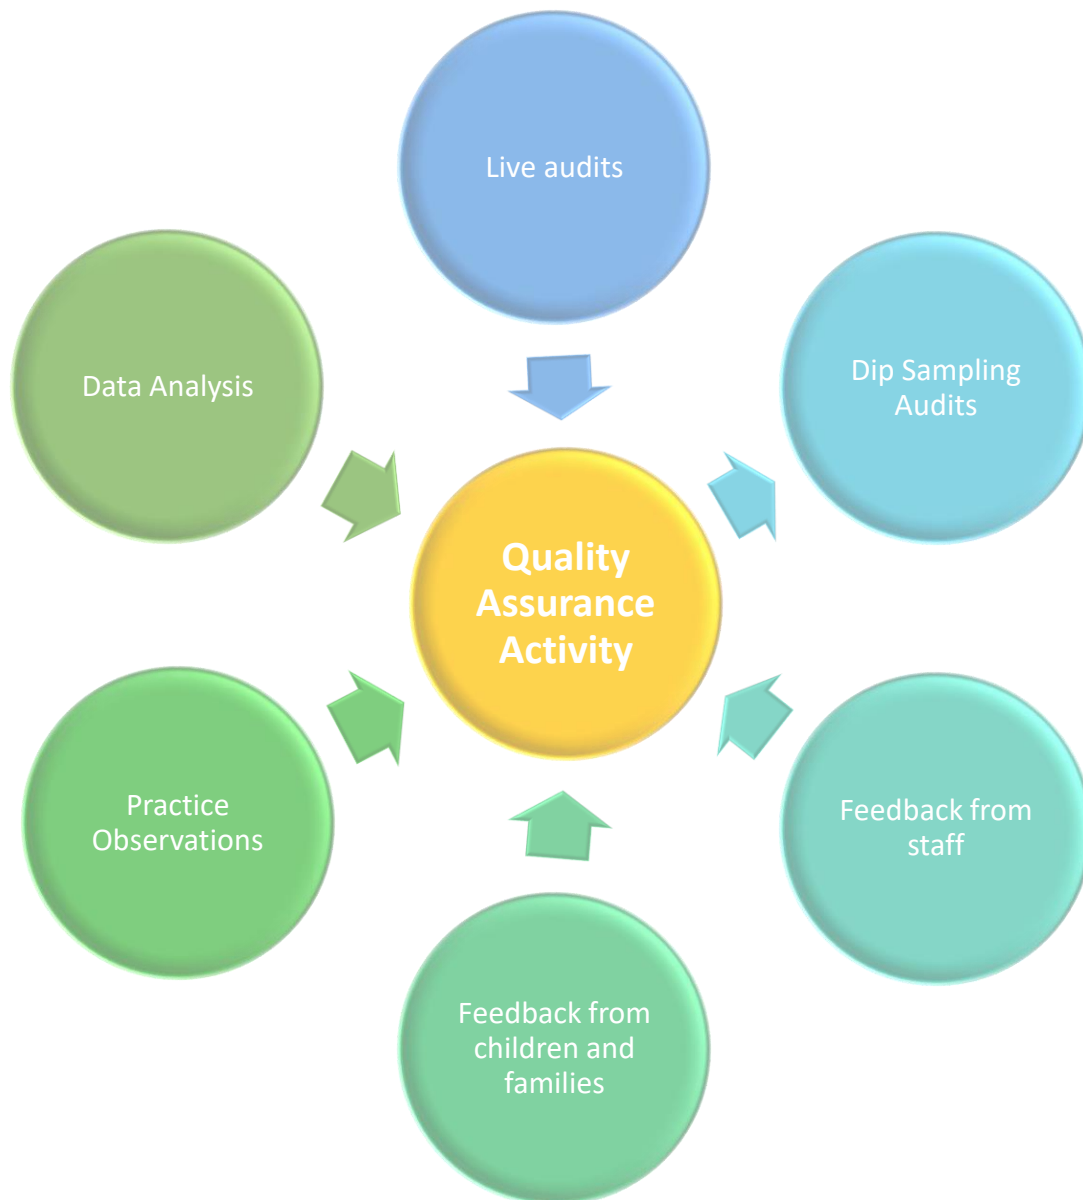 Live audits
Data Analysis
Dip Sampling
Audits
Quality
Assurance
Activity
Practice
Observations
Feedback from
staff
Feedback from
children and
families